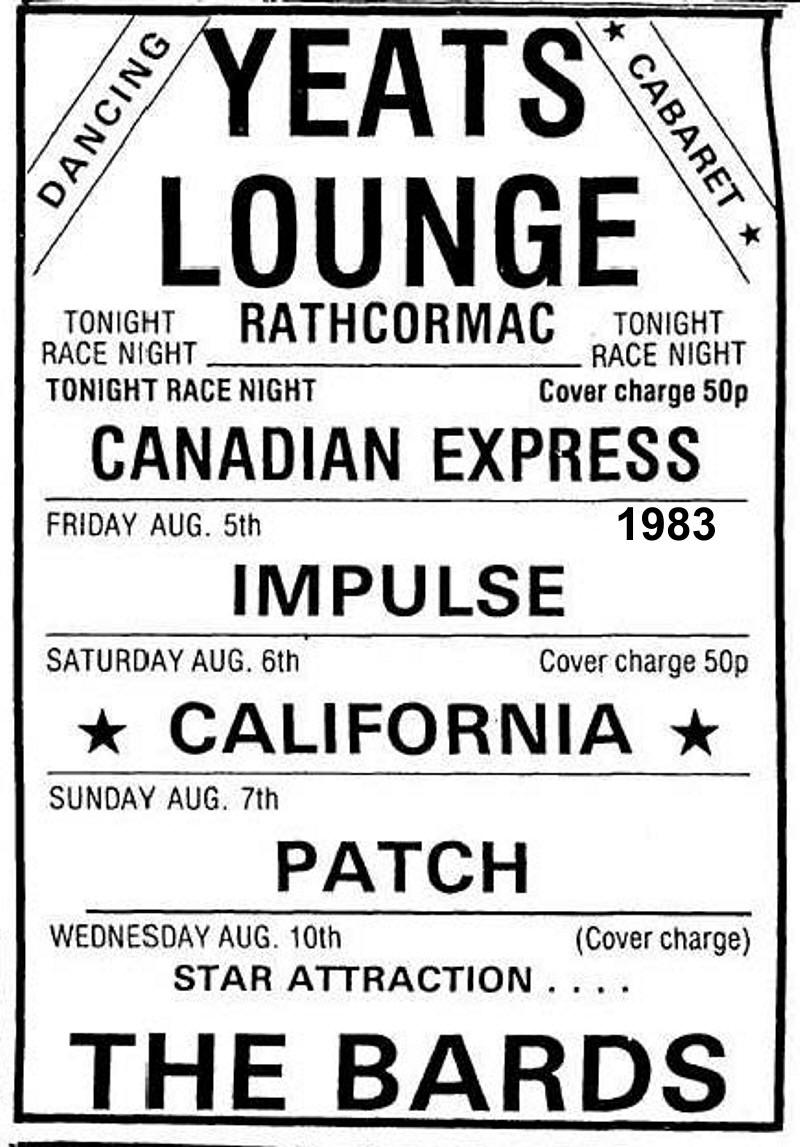 DANCING
★ CABARET ★
YEATS
LOUNGE
RATHCORMAC
TONIGHT
RACE NIGHT
TONIGHT
RACE NIGHT
TONIGHT RACE NIGHT Cover charge 50p
CANADIAN EXPRESS
FRIDAY AUG. 5th 1983
IMPULSE
SATURDAY AUG. 6th Cover charge 50p
★ CALIFORNIA ★
SUNDAY AUG. 7th
PATCH
WEDNESDAY AUG. 10th (Cover charge)
STAR ATTRACTION . . . .
THE BARDS